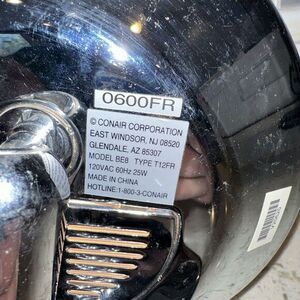 0600FR
© CONAIR CORPORATION
EAST WINDSOR, NJ 08520
GLENDALE, AZ 85307
MODEL BE8 TYPE T12FR
120VAC 60Hz 25W
MADE IN CHINA
HOTLINE:1-800-3-CONAIR